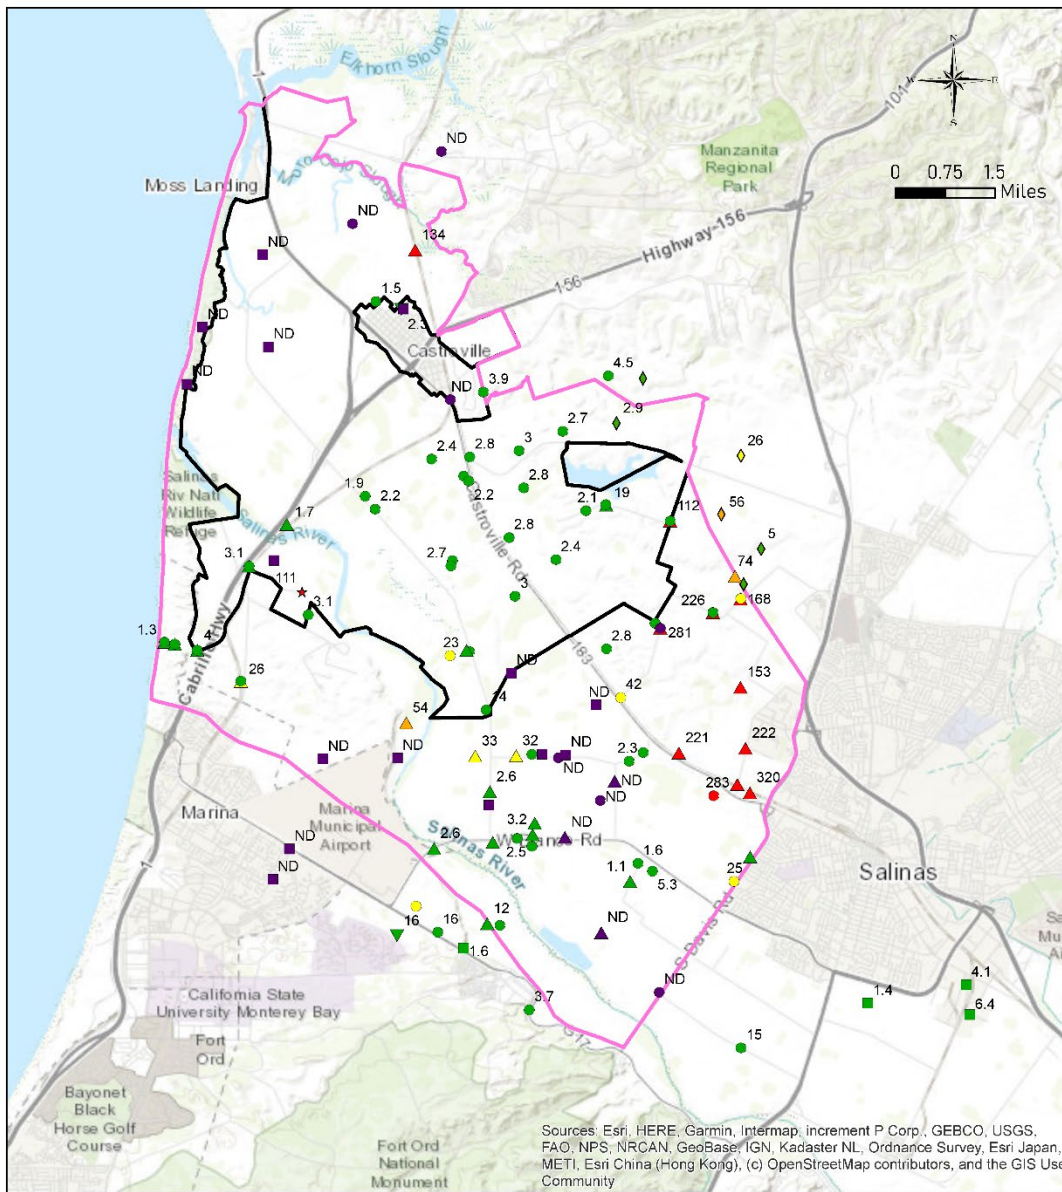 Elkhorn Slough
1
101
N
S
ND
Manzanita
Regional
Park
Moro Cojo Slough
Moss Landing
0 0.75 1.5
Miles
ND
Highway-156
134
ND
156
1.5
ND
2.3
ND
Castroville
ND
4.5
3.9
ND
2.9
2.7
2.4
2.8
3
26
Salinas
Riv Natl
Wildlife
Refuge
1.9
2.2
2.2
2.8
2.1
19
56
112
1.7
Salinas River
Castroville-Rd
2.8
5
3.1
2.7
2.4
74
111
3.1
3
168
226
281
1.3
4
Cabrillo Hwy
23
2.8
183
ND
26
153
14
ND
42
54
222
ND
ND
33
32
2.3
221
ND
ND
2.6
ND
283
320
Marina
Marina
Municipal
Airport
3.2
ND
2.6
2.5
W Blanco Rd
1.6
ND
Salinas River
1.1
5.3
25
Salinas
ND
16
16
12
ND
S Davis Rd
1.6
ND
4.1
1.4
6.4
California State
University Monterey Bay
3.7
G17
15
Fort
Ord
Bayonet
Black
Horse Golf
Course
Fort Ord
National
Monument
Sources: Esri, HERE, Garmin, Intermap, increment P Corp., GEBCO, USGS,
FAO, NPS, NRCAN, GeoBase, IGN, Kadaster NL, Ordnance Survey, Esri Japan,
METI, Esri China (Hong Kong), (c) OpenStreetMap contributors, and the GIS Use
Community